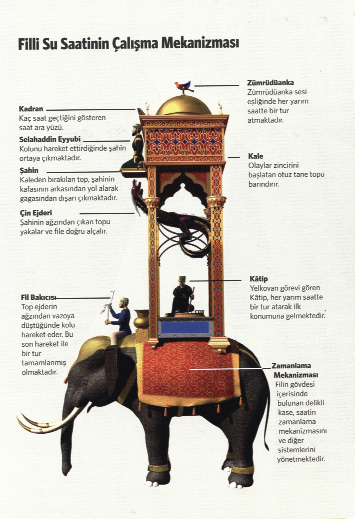 Filli Su Saatinin Çalışma Mekanizması
Zümrüdüanka
Zümrüdüanka sesi
eşliğinde her yarım
saatte bir tur
atmaktadır.
Kadran
Kaç saat geçtiğini gösteren
saat ara yüzü.
Selahaddin Eyyubi
Kolunu hareket ettirdiğinde şahin
ortaya çıkmaktadır.
Şahin
Kaleden bırakılan top, şahinin
kafasının arkasından yol alarak
gagasından dışarı çıkmaktadır.
Çin Ejderi
Şahinin ağzından çıkan topu
yakalar ve file doğru alçalır.
Kale
Olaylar zincirini
başlatan otuz tane topu
barındırır.
Kâtip
Yelkovan görevi gören
Kâtip, her yarım saatte
bir tur atarak ilk
konumuna gelmektedir.
Fil Bakıcısı
Top ejderin
ağzından vazoya
düştüğünde kolu
hareket eder. Bu
son hareket ile
bir tur
tamamlanmış
olmaktadır.
Zamanlama
Mekanizması
Filin gövdesi
içerisinde
bulunan delikli
kase, saatin
zamanlama
mekanizmasını
ve diğer
sistemlerini
yönetmektedir.